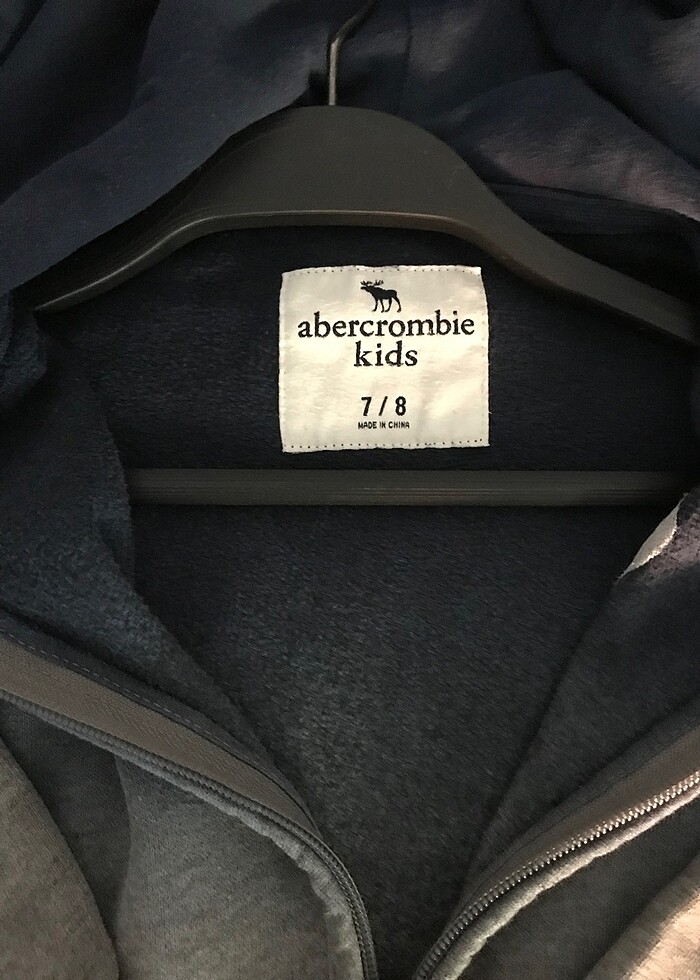 abercrombie
kids
7 / 8
MADE IN CHINA